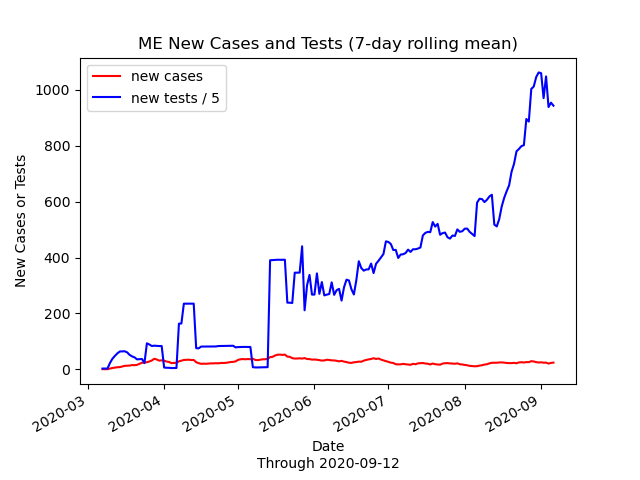 ME New Cases and Tests (7-day rolling mean)
new cases
new tests / 5
New Cases or Tests
1000
800
600
400
200
0
2020-03
2020-04
2020-05
2020-06
2020-07
2020-08
2020-09
Date
Through 2020-09-12